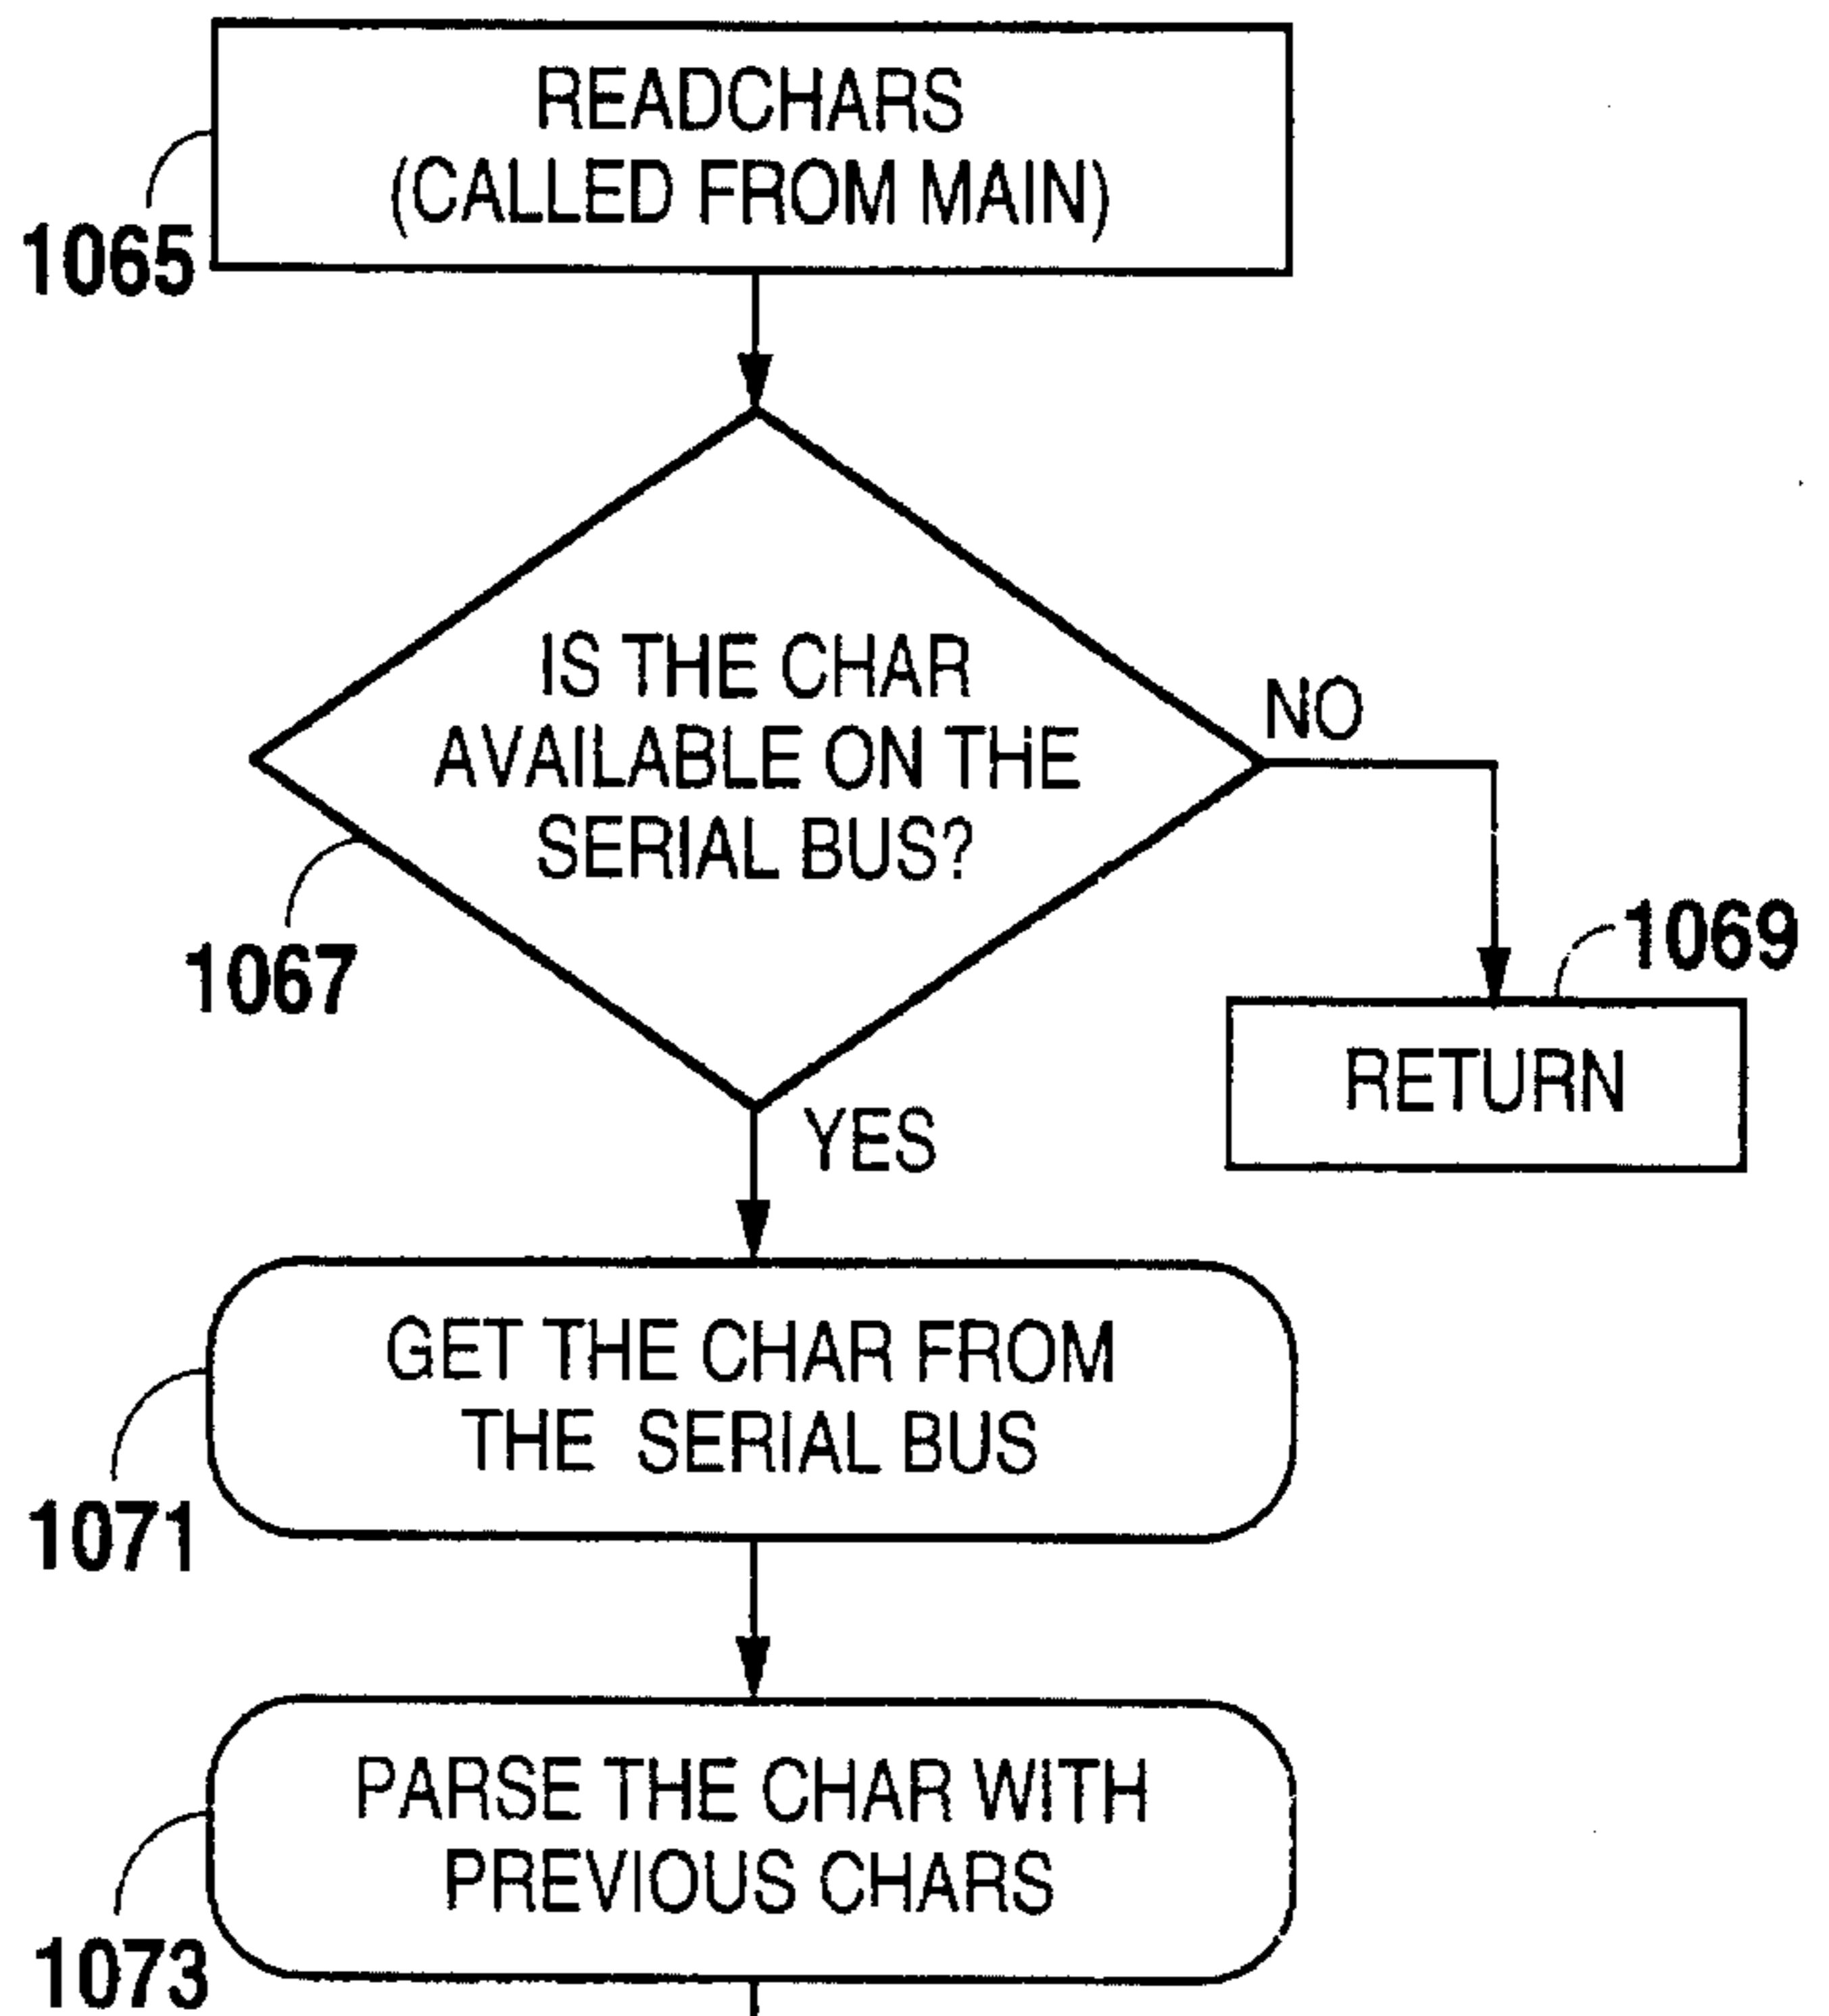 READCHARS
(CALLED FROM MAIN)
1065
IS THE CHAR
AVAILABLE ON THE
SERIAL BUS?
NO
1067
1069
RETURN
YES
GET THE CHAR FROM
THE SERIAL BUS
1071
PARSE THE CHAR WITH
PREVIOUS CHARS
1073